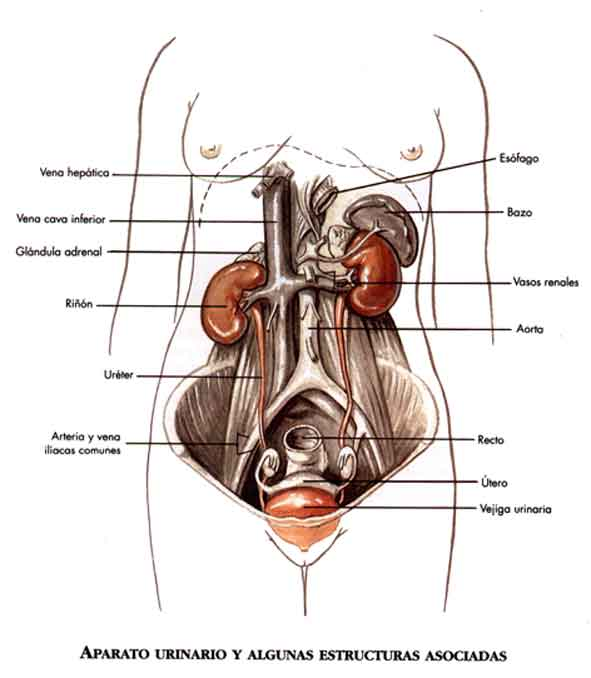 Vena hepática
Vena cava inferior
Glándula adrenal
Riñón
Uréter
Arteria y vena
iliacas comunes
Esófago
Bazo
Vasos renales
Aorta
Recto
Útero
Vejiga urinaria
APARATO URINARIO Y ALGUNAS ESTRUCTURAS ASOCIADAS